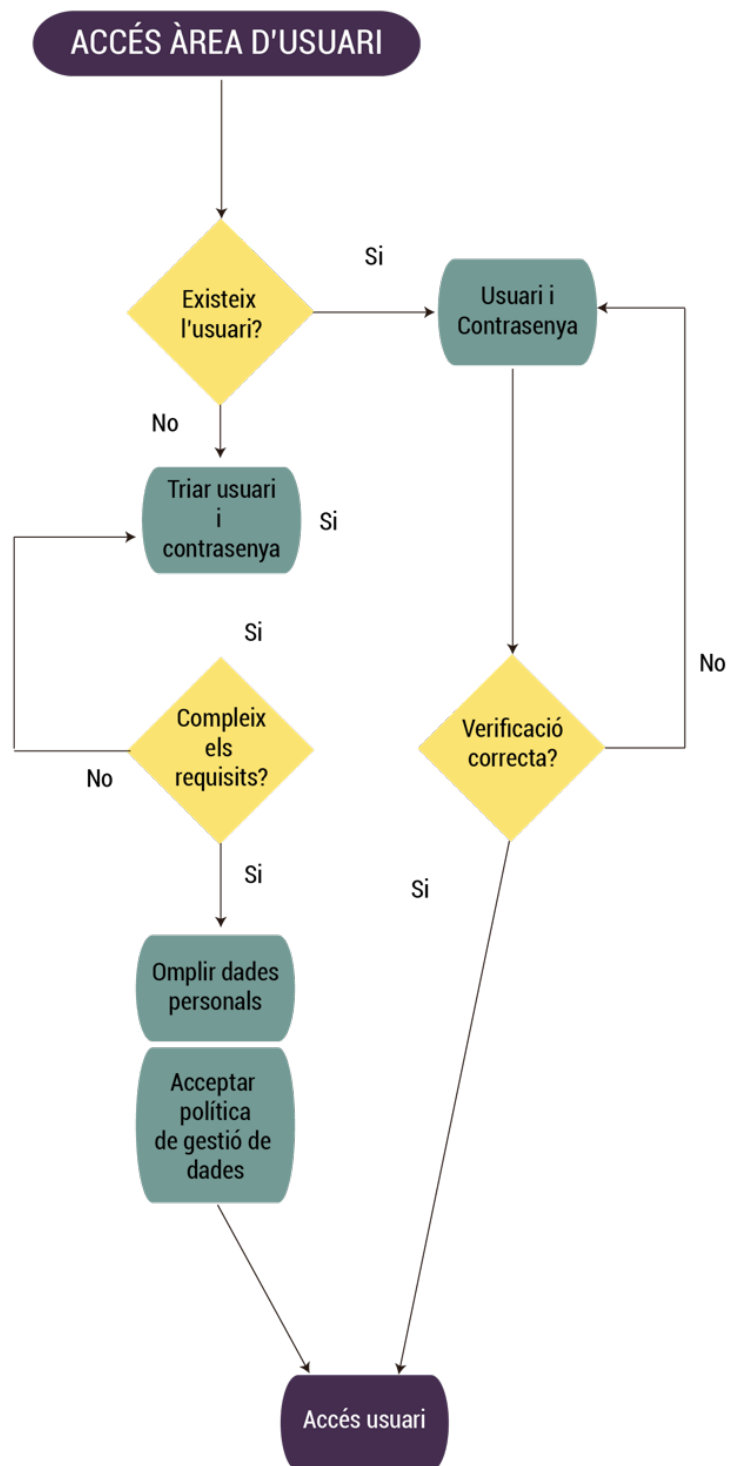 ACCÉS ÀREA D'USUARI
Si
Existeix
l'usuari?
Usuari i
Contrasenya
No
Triar usuari
i
contrasenya
Si
Si
No
Compleix
els
requisits?
Verificació
correcta?
No
Si
Si
Omplir dades
personals
Acceptar
política
de gestió de
dades
Accés usuari